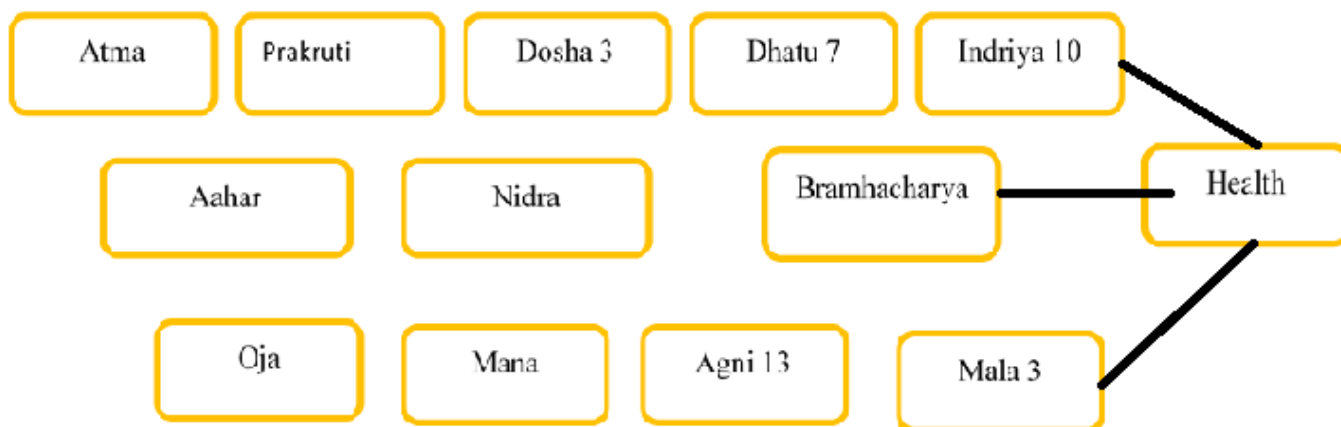 Atma
Prakruti
Dosha 3
Dhatu 7
Indriya 10
Aahar
Nidra
Bramhacharya
Health
Oja
Mana
Agni 13
Mala 3